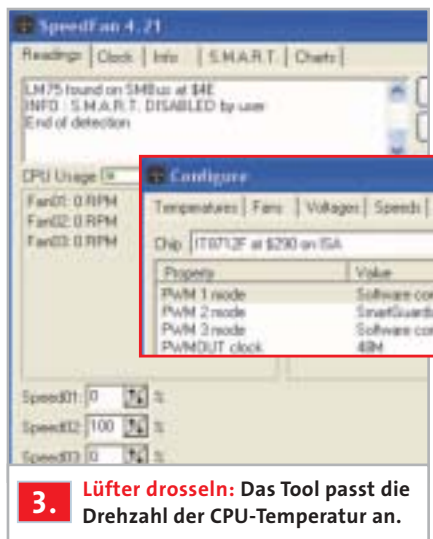 SpeedFan 4.21
Readings Clock Info S.M.A.R.T. Charts
LM75 found on SMBus at $4E
INFO : S.M.A.R.T. DISABLED by user
End of detection
CPU Usage
Fan01: 0 RPM
Fan02: 0 RPM
Fan03: 0 RPM
Configure
Temperatures Fans Voltages Speeds
Chip IT8712F at $290 on ISA
Property Value
PWM 1 mode Software con
PWM 2 mode SmartGuardi
PWM 3 mode Software con
PWMOUT clock 48M
Speed01: 0 %
Speed02: 100 %
Speed03: 0 %
3. Lüfter drosseln: Das Tool passt die
Drehzahl der CPU-Temperatur an.